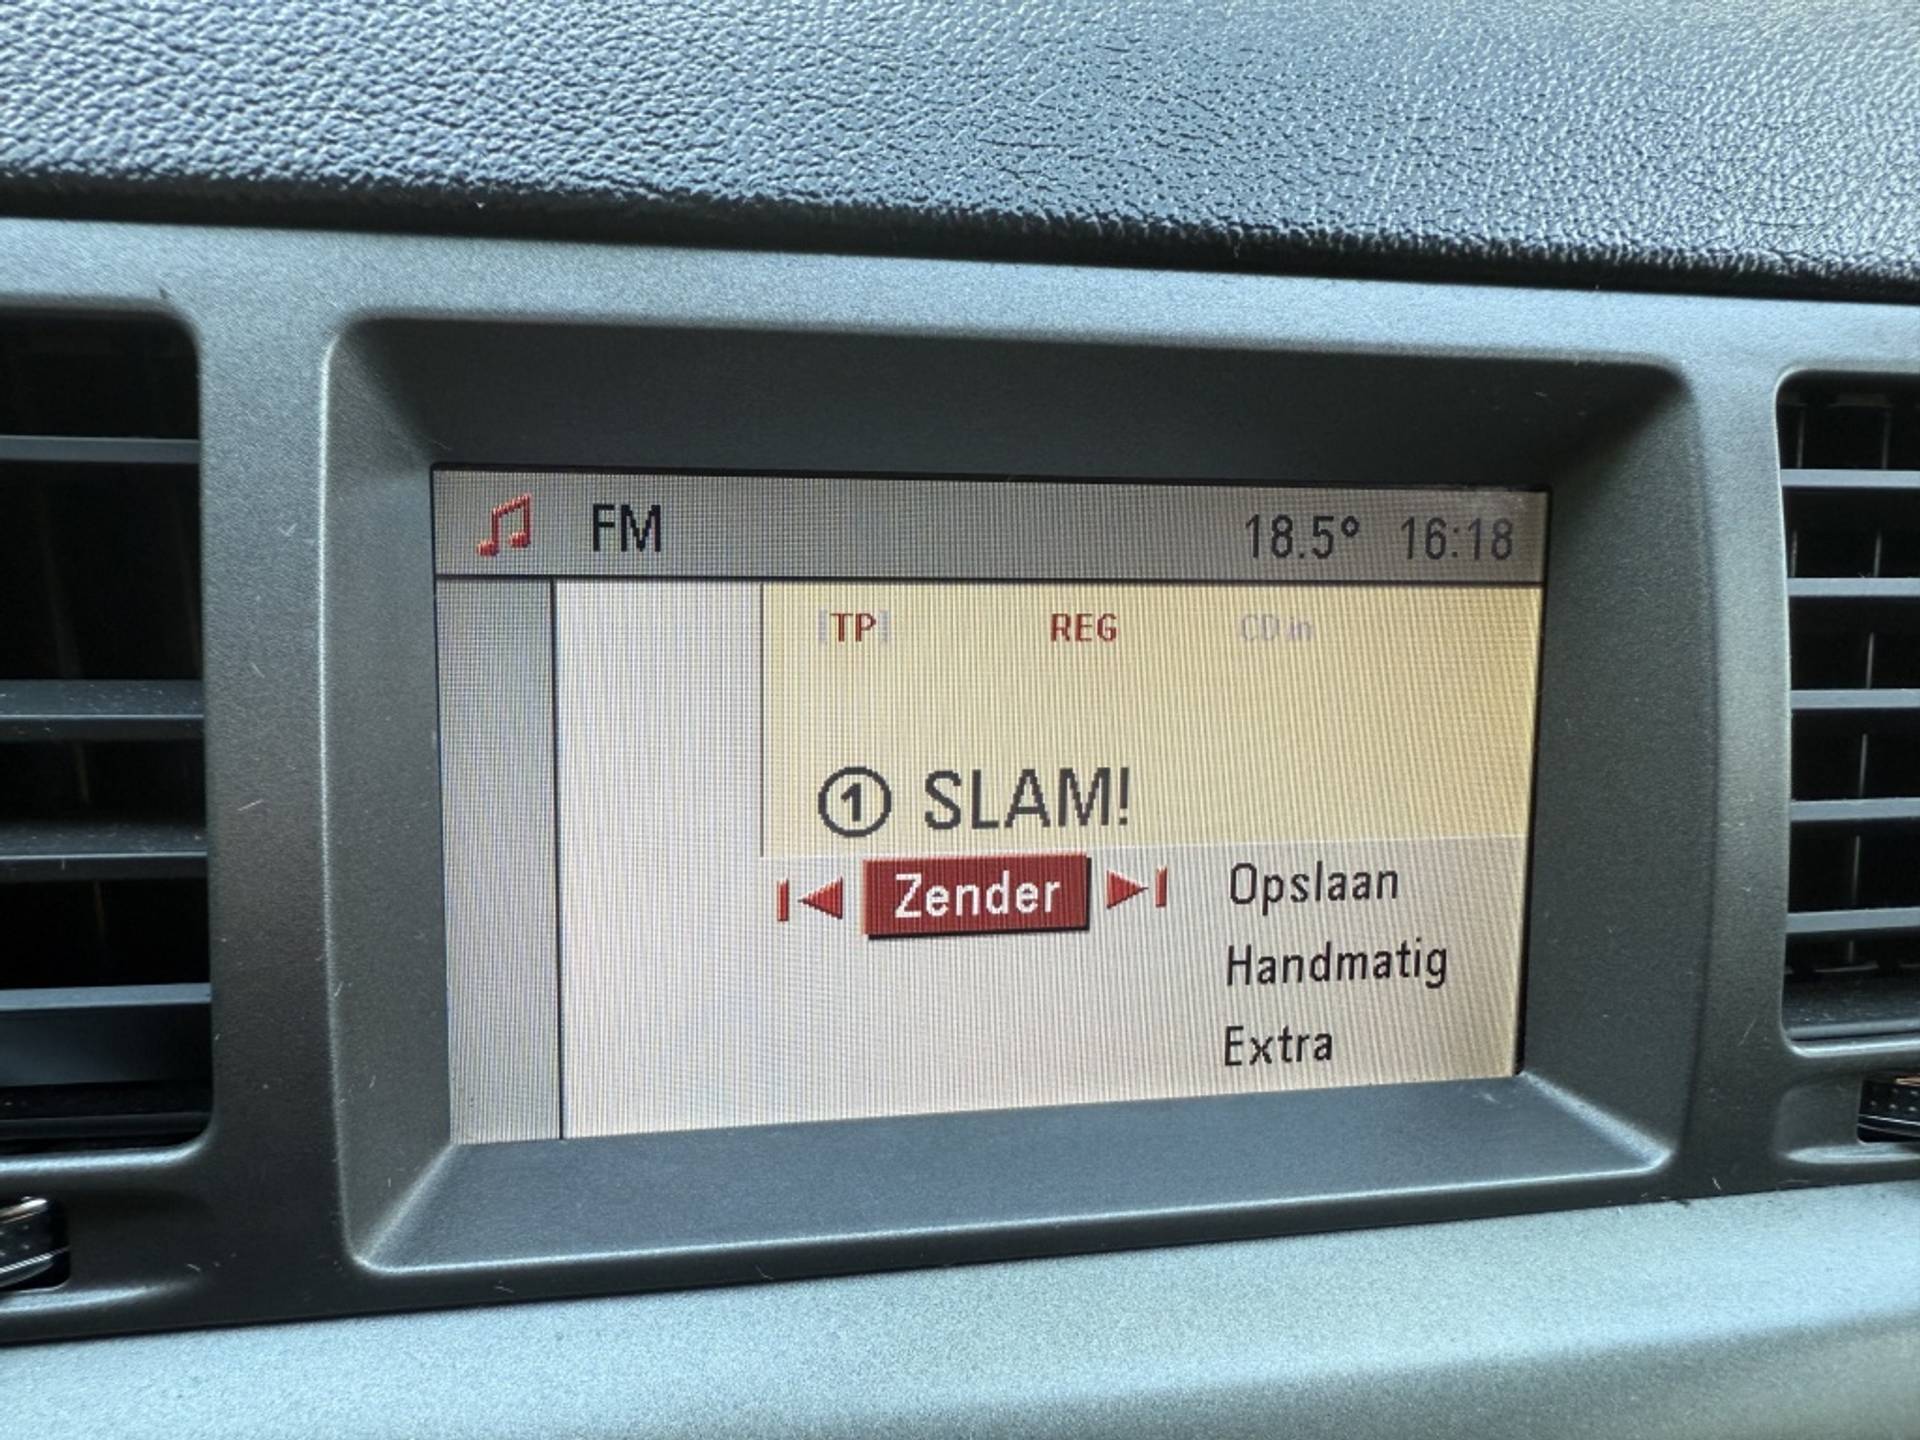 FM 18.5° 16:18
[TP] REG CD in
① SLAM!
Zender Opslaan
Handmatig
Extra